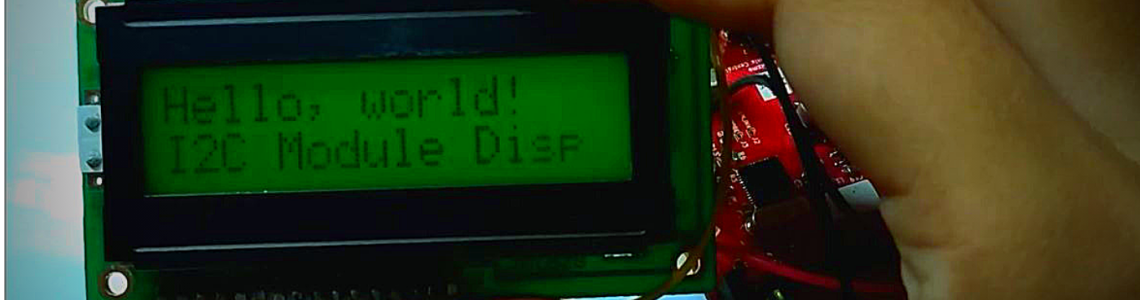 Hello, world!
I2C Module Disp